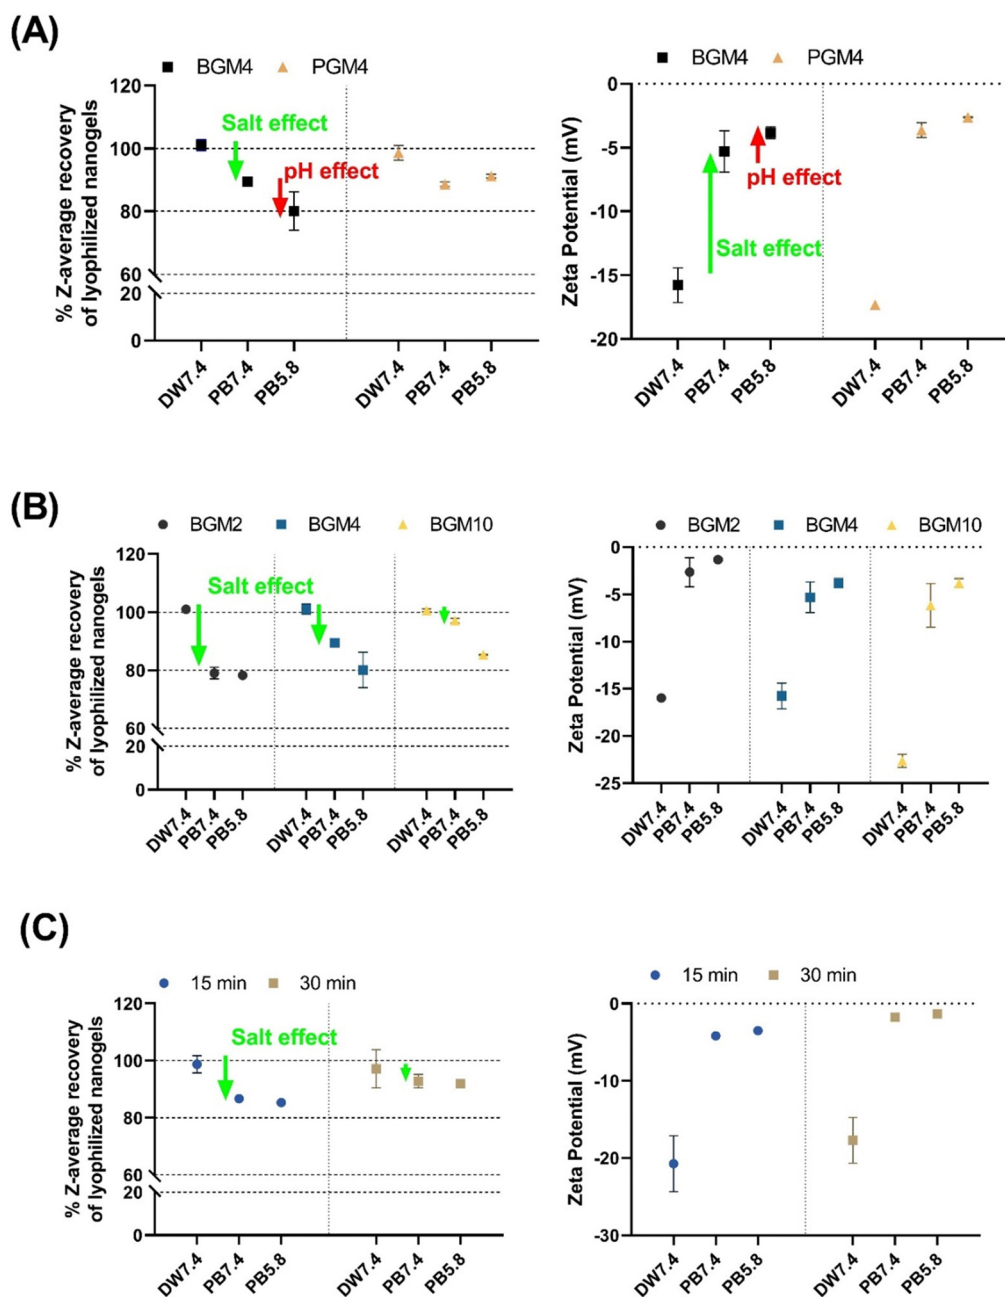 (A)
BGM4 PGM4
% Z-average recovery
of lyophilized nanogels
120
100
80
60
20
0
Salt effect
pH effect
DW7.4 PB7.4 PB5.8 DW7.4 PB7.4 PB5.8
BGM4 PGM4
Zeta Potential (mV)
0
-5
-10
-15
-20
pH effect
Salt effect
DW7.4 PB7.4 PB5.8 DW7.4 PB7.4 PB5.8
(B)
BGM2 BGM4 BGM10
% Z-average recovery
of lyophilized nanogels
120
100
80
60
20
0
Salt effect
DW7.4 PB7.4 PB5.8 DW7.4 PB7.4 PB5.8 DW7.4 PB7.4 PB5.8
BGM2 BGM4 BGM10
Zeta Potential (mV)
0
-5
-10
-15
-20
-25
DW7.4 PB7.4 PB5.8 DW7.4 PB7.4 PB5.8 DW7.4 PB7.4 PB5.8
(C)
15 min 30 min
% Z-average recovery
of lyophilized nanogels
120
100
80
60
20
0
Salt effect
DW7.4 PB7.4 PB5.8 DW7.4 PB7.4 PB5.8
15 min 30 min
Zeta Potential (mV)
0
-10
-20
-30
DW7.4 PB7.4 PB5.8 DW7.4 PB7.4 PB5.8